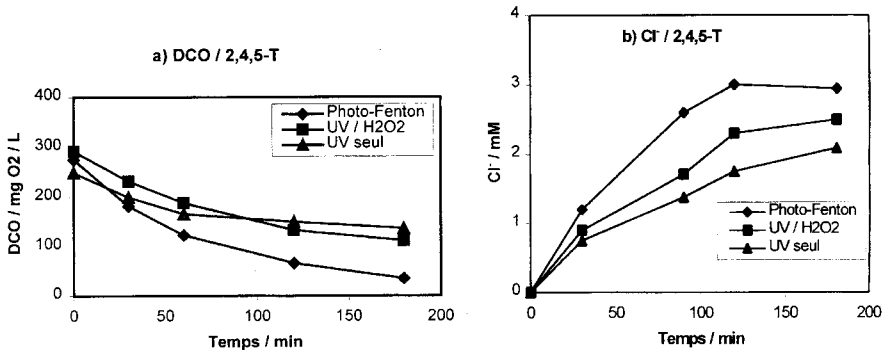 a) DCO / 2,4,5-T
DCO / mg O2 / L
400
300
200
100
0
Photo-Fenton
UV / H2O2
UV seul
0
50
100
150
200
Temps / min
b) Cl⁻ / 2,4,5-T
Cl⁻ / mM
4
3
2
1
0
Photo-Fenton
UV / H2O2
UV seul
0
50
100
150
200
Temps / min